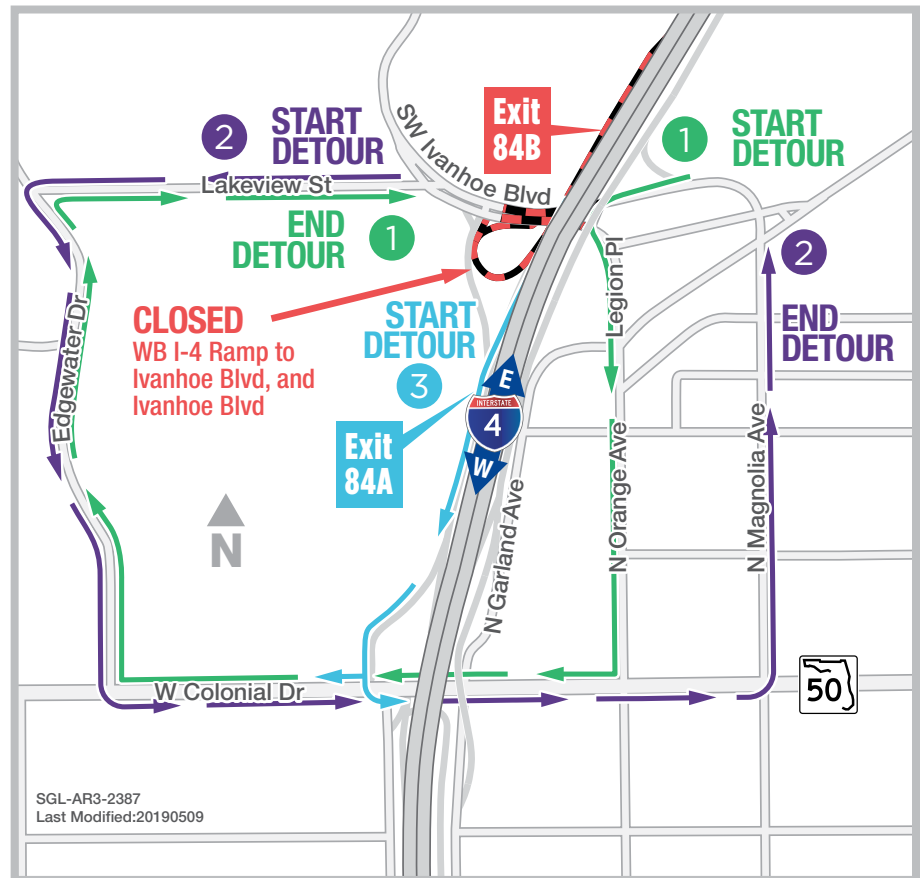 SW Ivanhoe Blvd
Exit
84B
1
START
DETOUR
2
START
DETOUR
Lakeview St
END
DETOUR
1
Legion Pl
2
END
DETOUR
CLOSED
WB I-4 Ramp to
Ivanhoe Blvd, and
Ivanhoe Blvd
START
DETOUR
3
Exit
84A
E
INTERSTATE
4
W
Edgewater Dr
N
N Garland Ave
N Orange Ave
N Magnolia Ave
W Colonial Dr
50
SGL-AR3-2387
Last Modified:20190509